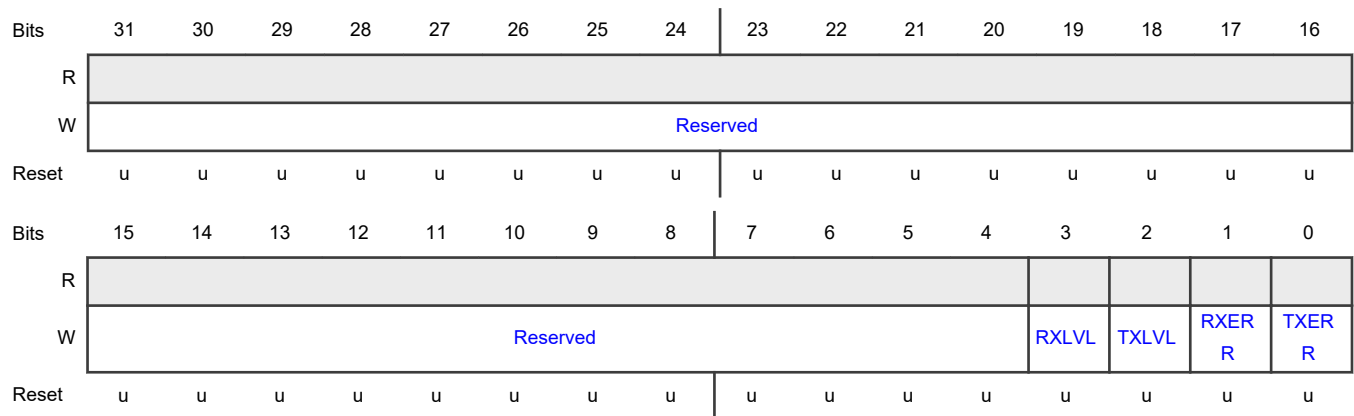 Bits 31 30 29 28 27 26 25 24 23 22 21 20 19 18 17 16
R
W Reserved
Reset u u u u u u u u u u u u u u u u
Bits 15 14 13 12 11 10 9 8 7 6 5 4 3 2 1 0
R
W Reserved RXLVL TXLVL RXER TXER
R R
Reset u u u u u u u u u u u u u u u u